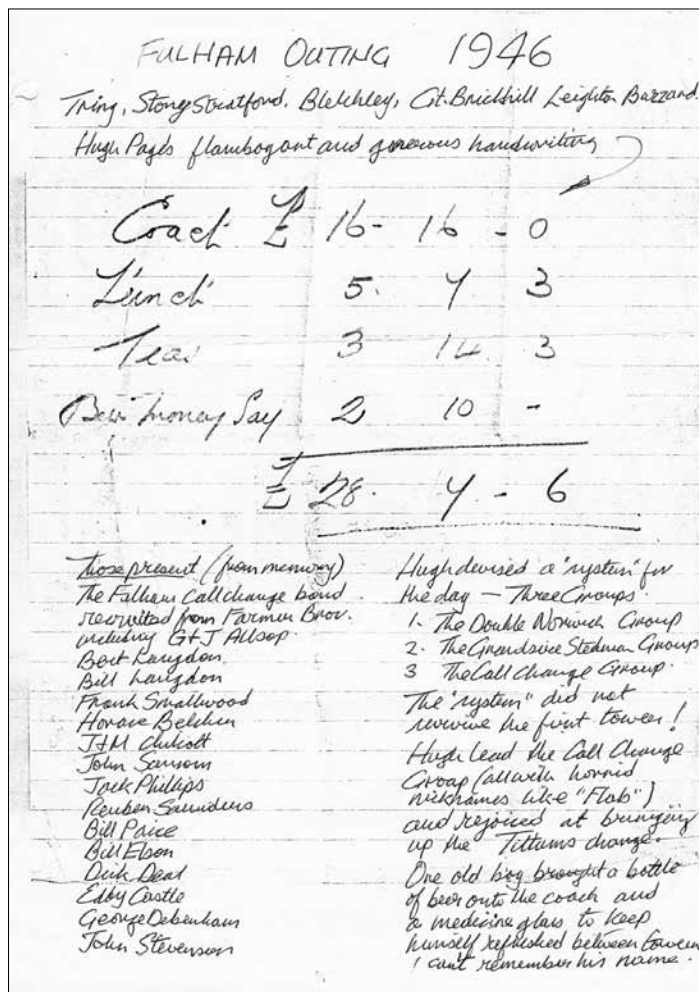 FULHAM OUTING 1946
Tring, Stony Stratford, Bletchley, Gt. Brickhill Leighton Buzzard.
Hugh Page's flamboyant and generous handwriting
Coach £ 16 - 16 - 0
Lunch 5. 4 3
Teas 3 14 3
Beer money Say 2 10 -
£ 28. 4 - 6
Those present (from memory)
The Fulham call change band
recruited from Farmer Bros.
including G & J Allsop.
Bert Langdon
Bill Langdon
Frank Smallwood
Horace Belcher
J & M Chilcott
John Sansom
Jack Phillips
Reuben Saunders
Bill Paice
Bill Elson
Dick Deal
Eddy Castle
George Debenham
John Stevenson
Hugh devised a "system" for
the day — Three Groups.
1. The Double Norwich Group
2. The Grandsire Stedman Group
3 The Call Change Group.
The "system" did not
survive the first tower!
Hugh lead the Call Change
Group (all with horrid
nicknames like "Flab")
and rejoiced at bringing
up the Tittums change.
One old boy brought a bottle
of beer onto the coach and
a medicine glass to keep
himself refreshed between towers
I can't remember his name.